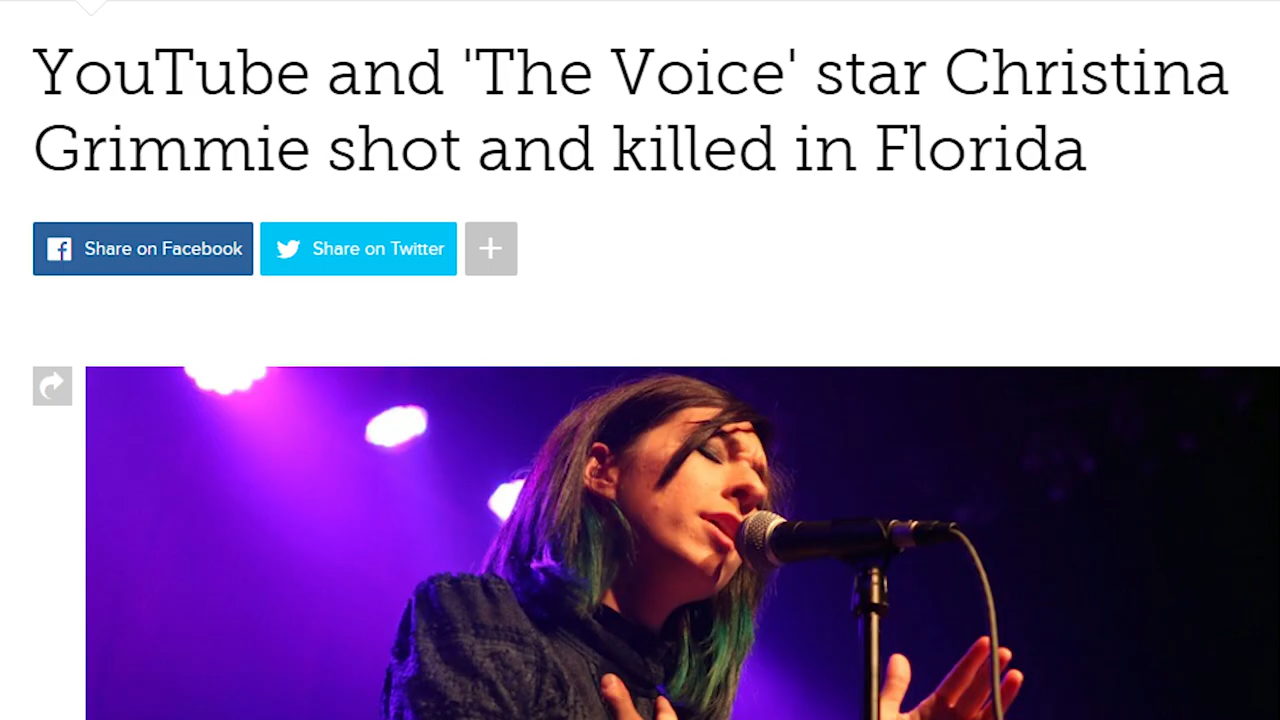 YouTube and 'The Voice' star Christina
Grimmie shot and killed in Florida
Share on Facebook
Share on Twitter